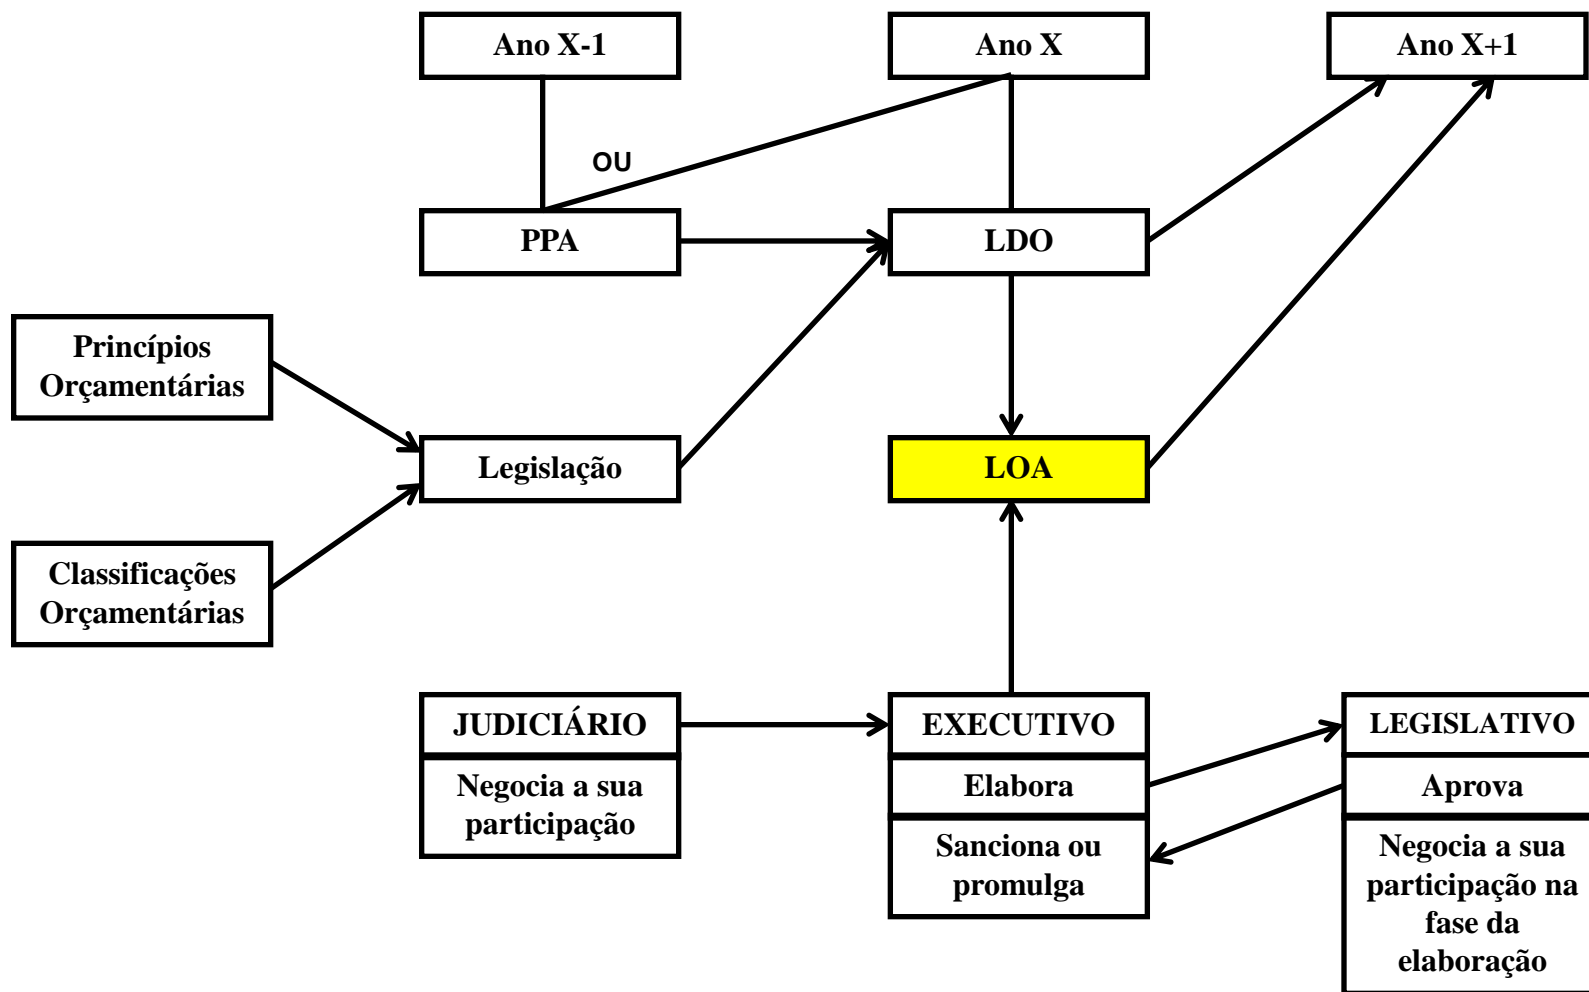 Ano X-1
Ano X
Ano X+1
OU
PPA
LDO
Princípios
Orçamentárias
Legislação
LOA
Classificações
Orçamentárias
JUDICIÁRIO
Negocia a sua
participação
EXECUTIVO
Elabora
Sanciona ou
promulga
LEGISLATIVO
Aprova
Negocia a sua
participação na
fase da
elaboração